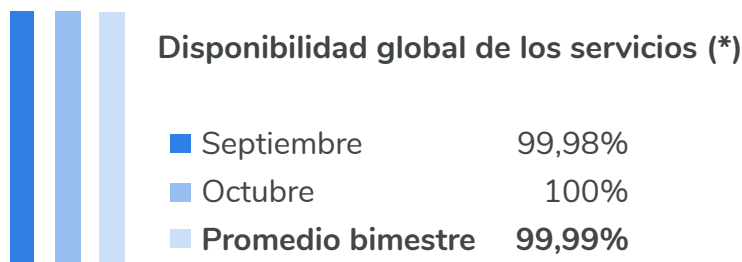 Disponibilidad global de los servicios (*)
Septiembre 99,98%
Octubre 100%
Promedio bimestre 99,99%